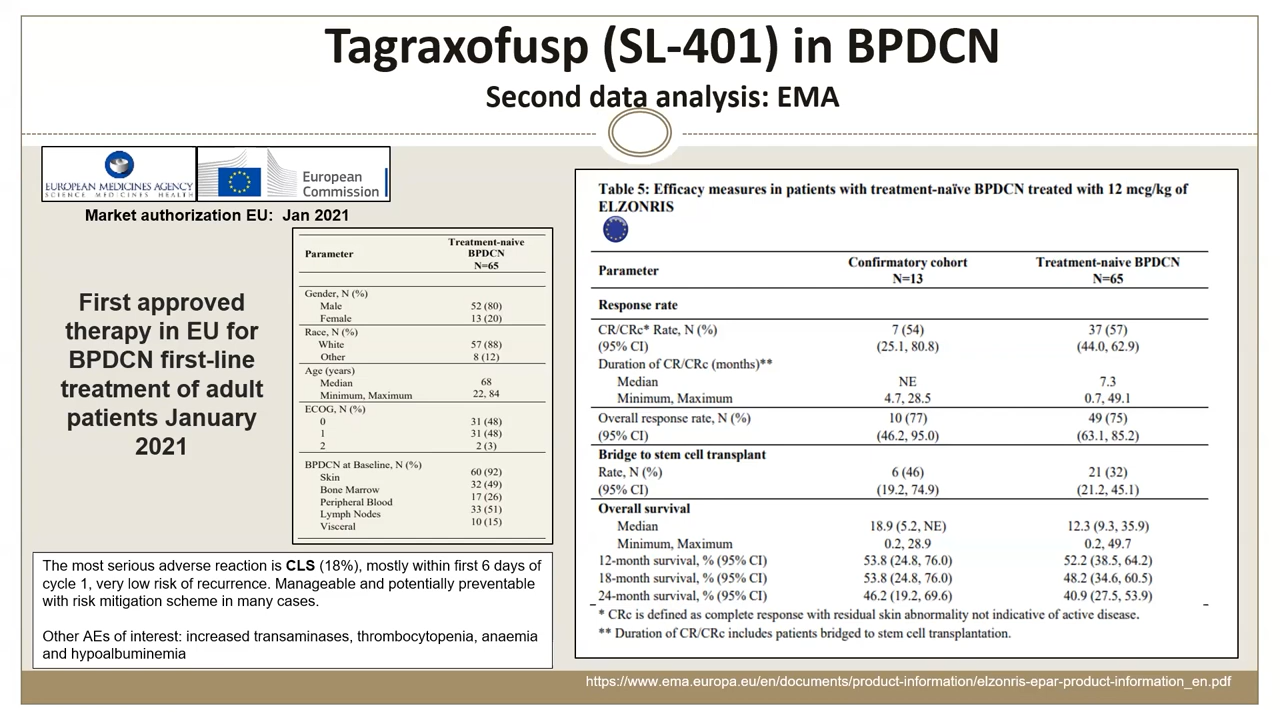 Tagraxofusp (SL-401) in BPDCN
Second data analysis: EMA
EUROPEAN MEDICINES AGENCY
SCIENCE MEDICINES HEALTH
European
Commission
Market authorization EU: Jan 2021
First approved
therapy in EU for
BPDCN first-line
treatment of adult
patients January
2021
Parameter Treatment-naive BPDCN N=65
Gender, N (%)
Male 52 (80)
Female 13 (20)
Race, N (%)
White 57 (88)
Other 8 (12)
Age (years)
Median 68
Minimum, Maximum 22, 84
ECOG, N (%)
0 31 (48)
1 31 (48)
2 2 (3)
BPDCN at Baseline, N (%)
Skin 60 (92)
Bone Marrow 32 (49)
Peripheral Blood 17 (26)
Lymph Nodes 33 (51)
Visceral 10 (15)
The most serious adverse reaction is CLS (18%), mostly within first 6 days of
cycle 1, very low risk of recurrence. Manageable and potentially preventable
with risk mitigation scheme in many cases.
Other AEs of interest: increased transaminases, thrombocytopenia, anaemia
and hypoalbuminemia
Table 5: Efficacy measures in patients with treatment-naïve BPDCN treated with 12 mcg/kg of
ELZONRIS
Parameter Confirmatory cohort N=13 Treatment-naive BPDCN N=65
Response rate
CR/CRc* Rate, N (%) 7 (54) 37 (57)
(95% CI) (25.1, 80.8) (44.0, 62.9)
Duration of CR/CRc (months)**
Median NE 7.3
Minimum, Maximum 4.7, 28.5 0.7, 49.1
Overall response rate, N (%) 10 (77) 49 (75)
(95% CI) (46.2, 95.0) (63.1, 85.2)
Bridge to stem cell transplant
Rate, N (%) 6 (46) 21 (32)
(95% CI) (19.2, 74.9) (21.2, 45.1)
Overall survival
Median 18.9 (5.2, NE) 12.3 (9.3, 35.9)
Minimum, Maximum 0.2, 28.9 0.2, 49.7
12-month survival, % (95% CI) 53.8 (24.8, 76.0) 52.2 (38.5, 64.2)
18-month survival, % (95% CI) 53.8 (24.8, 76.0) 48.2 (34.6, 60.5)
24-month survival, % (95% CI) 46.2 (19.2, 69.6) 40.9 (27.5, 53.9)
* CRc is defined as complete response with residual skin abnormality not indicative of active disease.
** Duration of CR/CRc includes patients bridged to stem cell transplantation.
https://www.ema.europa.eu/en/documents/product-information/elzonris-epar-product-information_en.pdf